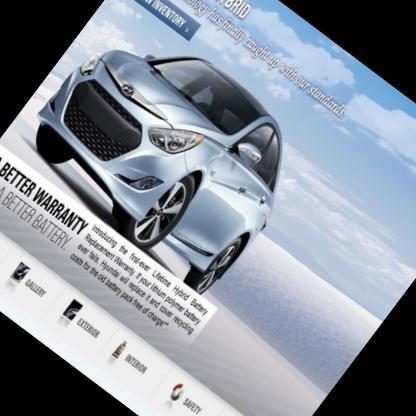 HYBRID
nology has finally caught up with our standards.
INVENTORY
A BETTER WARRANTY
A BETTER BATTERY.
Introducing the first-ever Lifetime Hybrid Battery
Replacement Warranty. If your lithium polymer battery
ever fails, Hyundai will replace it and cover recycling
costs for the old battery pack free of charge**
GALLERY
EXTERIOR
INTERIOR
SAFETY